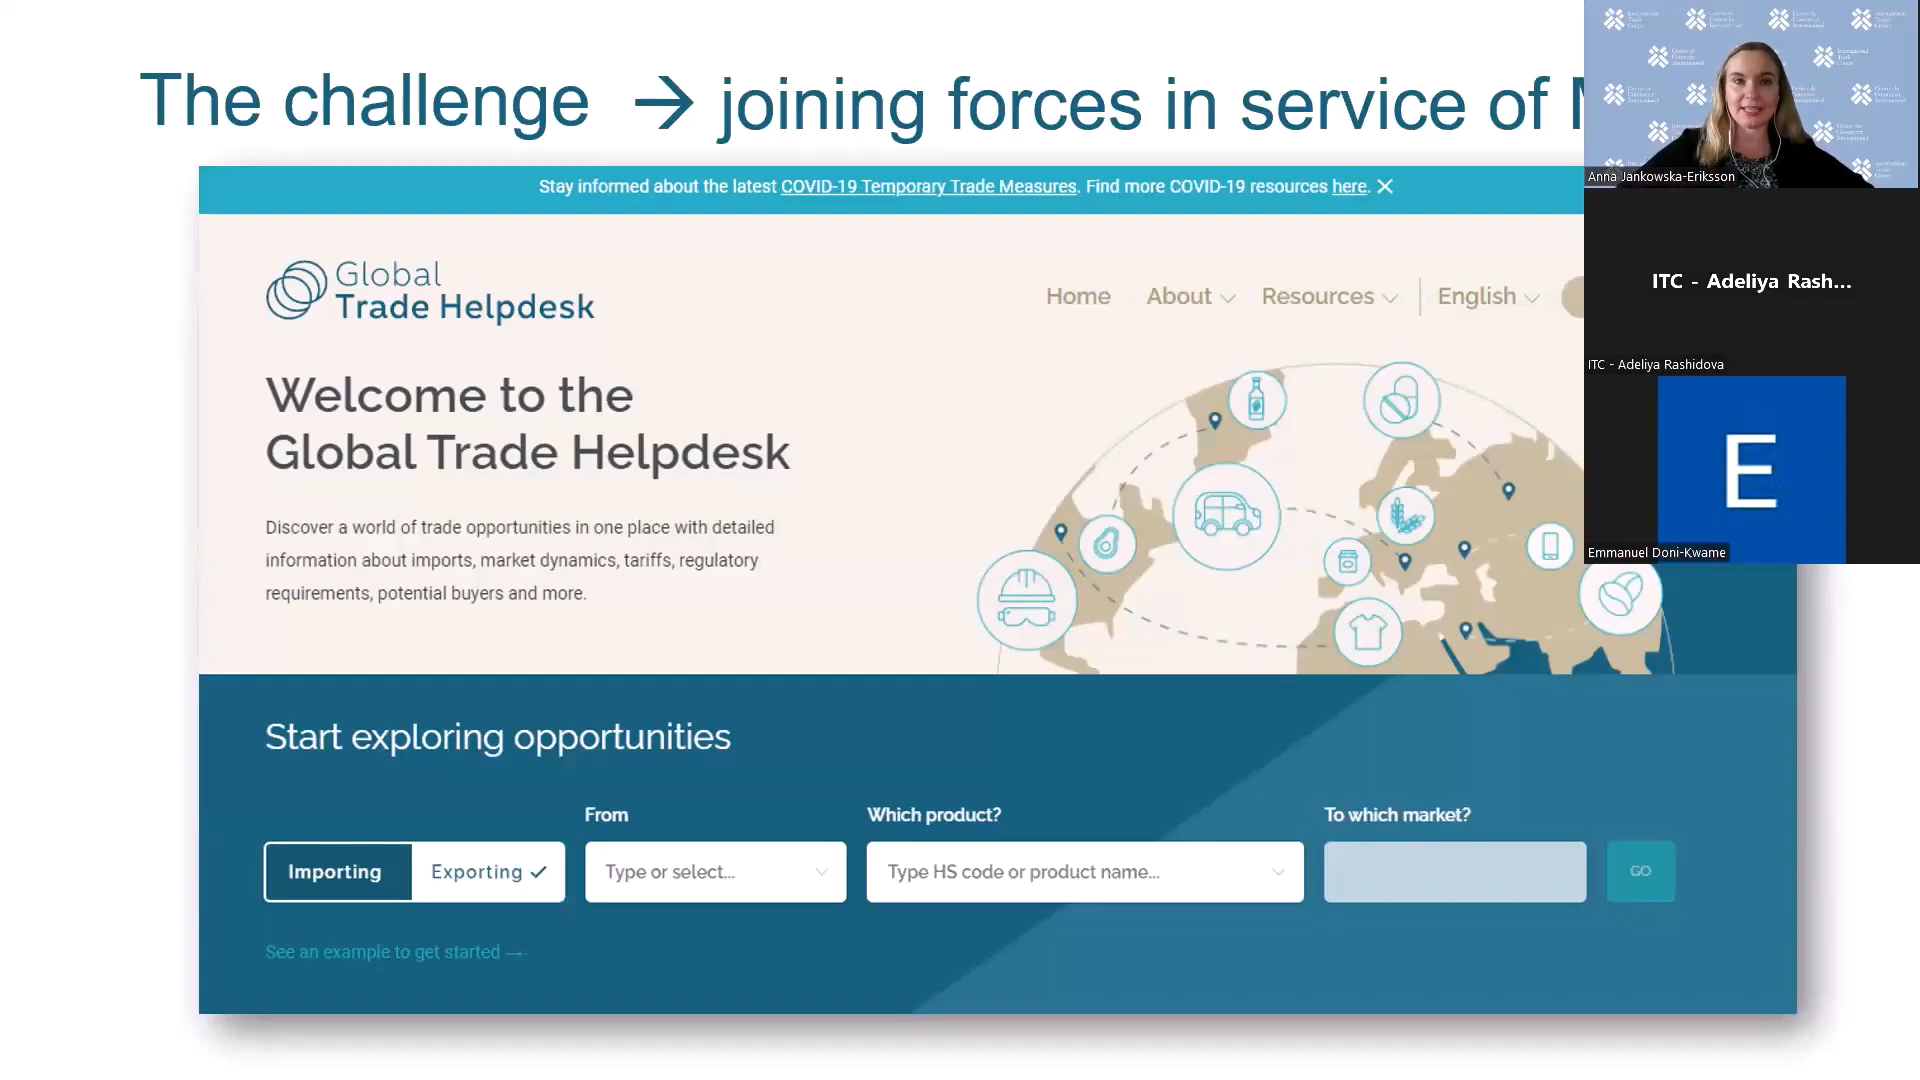 The challenge → joining forces in service of
Stay informed about the latest COVID-19 Temporary Trade Measures. Find more COVID-19 resources here.
Global
Trade Helpdesk
Home About Resources English
Welcome to the
Global Trade Helpdesk
Discover a world of trade opportunities in one place with detailed
information about imports, market dynamics, tariffs, regulatory
requirements, potential buyers and more.
Start exploring opportunities
From Which product? To which market?
Importing Exporting Type or select... Type HS code or product name... GO
See an example to get started →
Anna Jankowska-Eriksson
ITC - Adeliya Rash...
ITC - Adeliya Rashidova
E
Emmanuel Doni-Kwame